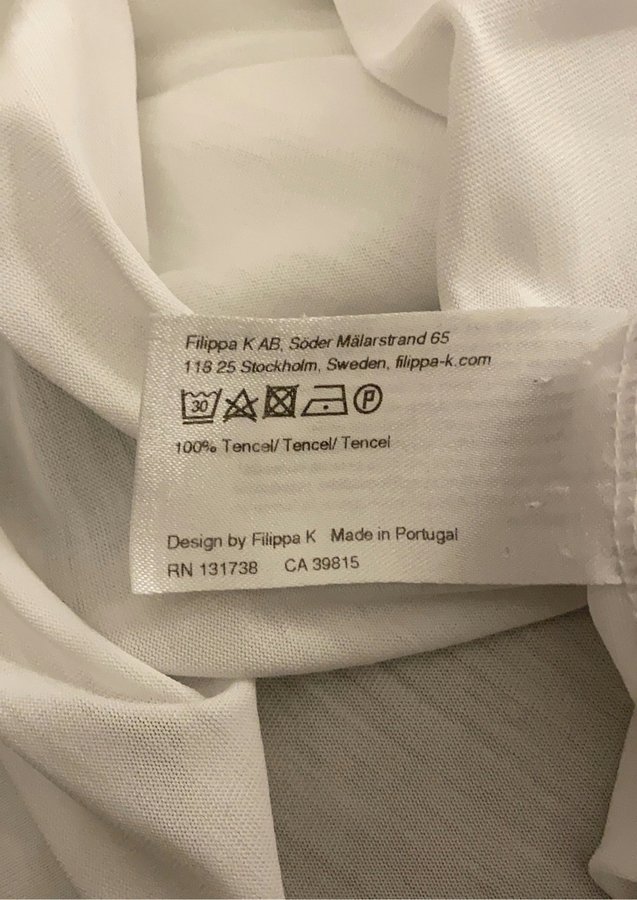 Filippa K AB, Söder Mälarstrand 65
118 25 Stockholm, Sweden, filippa-k.com
30 P
100% Tencel/ Tencel/ Tencel
Design by Filippa K Made in Portugal
RN 131738 CA 39815